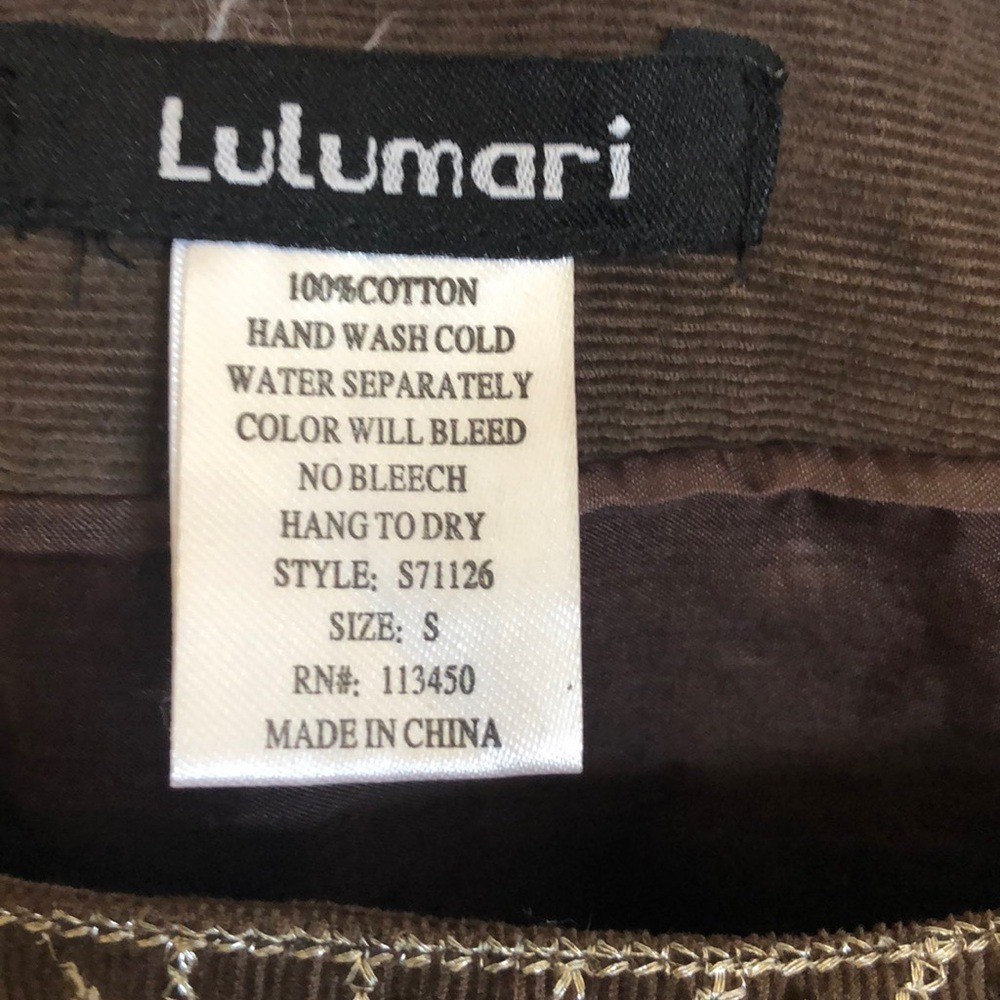 Lulumari
100%COTTON
HAND WASH COLD
WATER SEPARATELY
COLOR WILL BLEED
NO BLEECH
HANG TO DRY
STYLE: S71126
SIZE: S
RN#: 113450
MADE IN CHINA